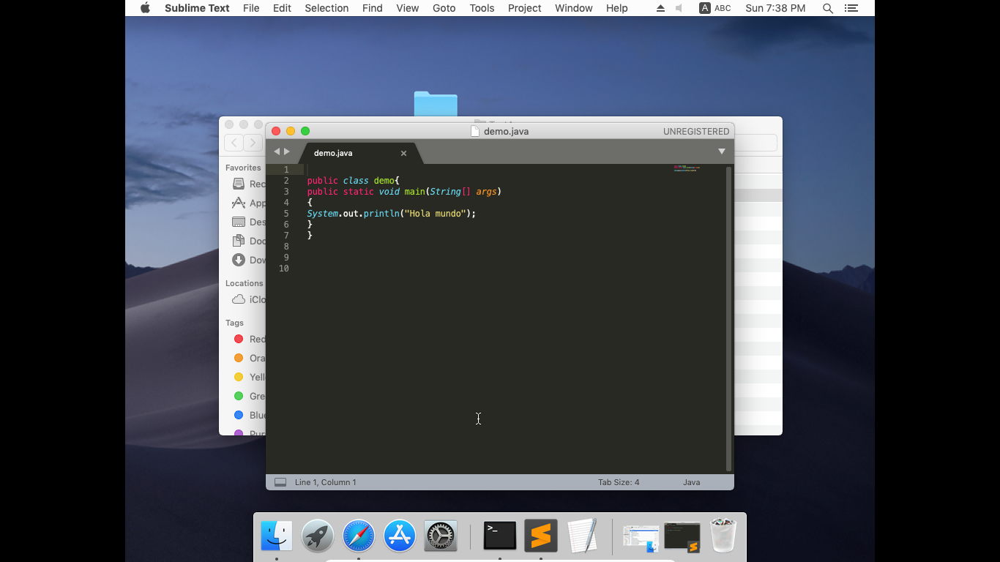 Sublime Text File Edit Selection Find View Goto Tools Project Window Help A ABC Sun 7:38 PM
demo.java UNREGISTERED
demo.java
Favorites
Rec
App
Des
Doc
Dow
Locations
iClo
Tags
Red
Ora
Yell
Gre
Blue
Pur
1
2 public class demo{
3 public static void main(String[] args)
4 {
5 System.out.println("Hola mundo");
6 }
7 }
8
9
10
Line 1, Column 1 Tab Size: 4 Java
>_